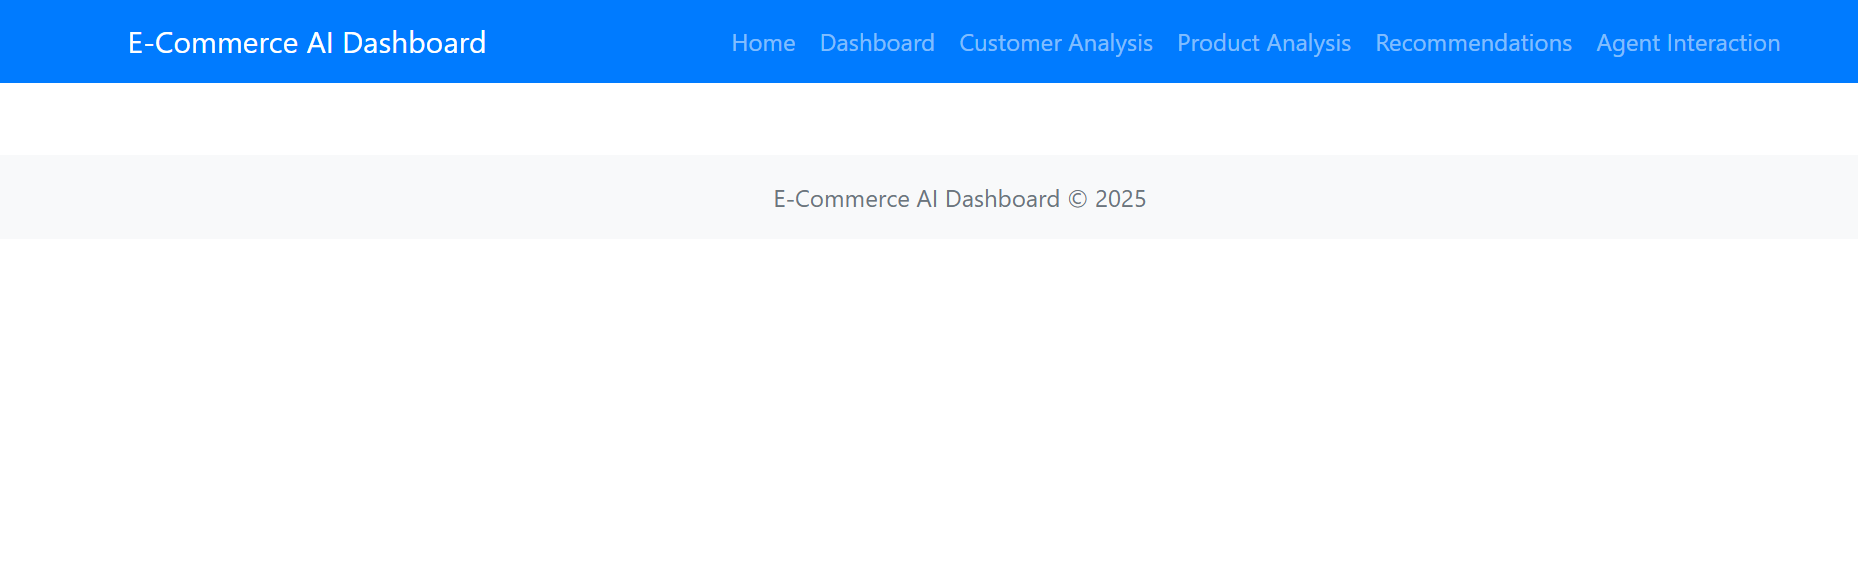 E-Commerce AI Dashboard
Home Dashboard Customer Analysis Product Analysis Recommendations Agent Interaction
E-Commerce AI Dashboard © 2025